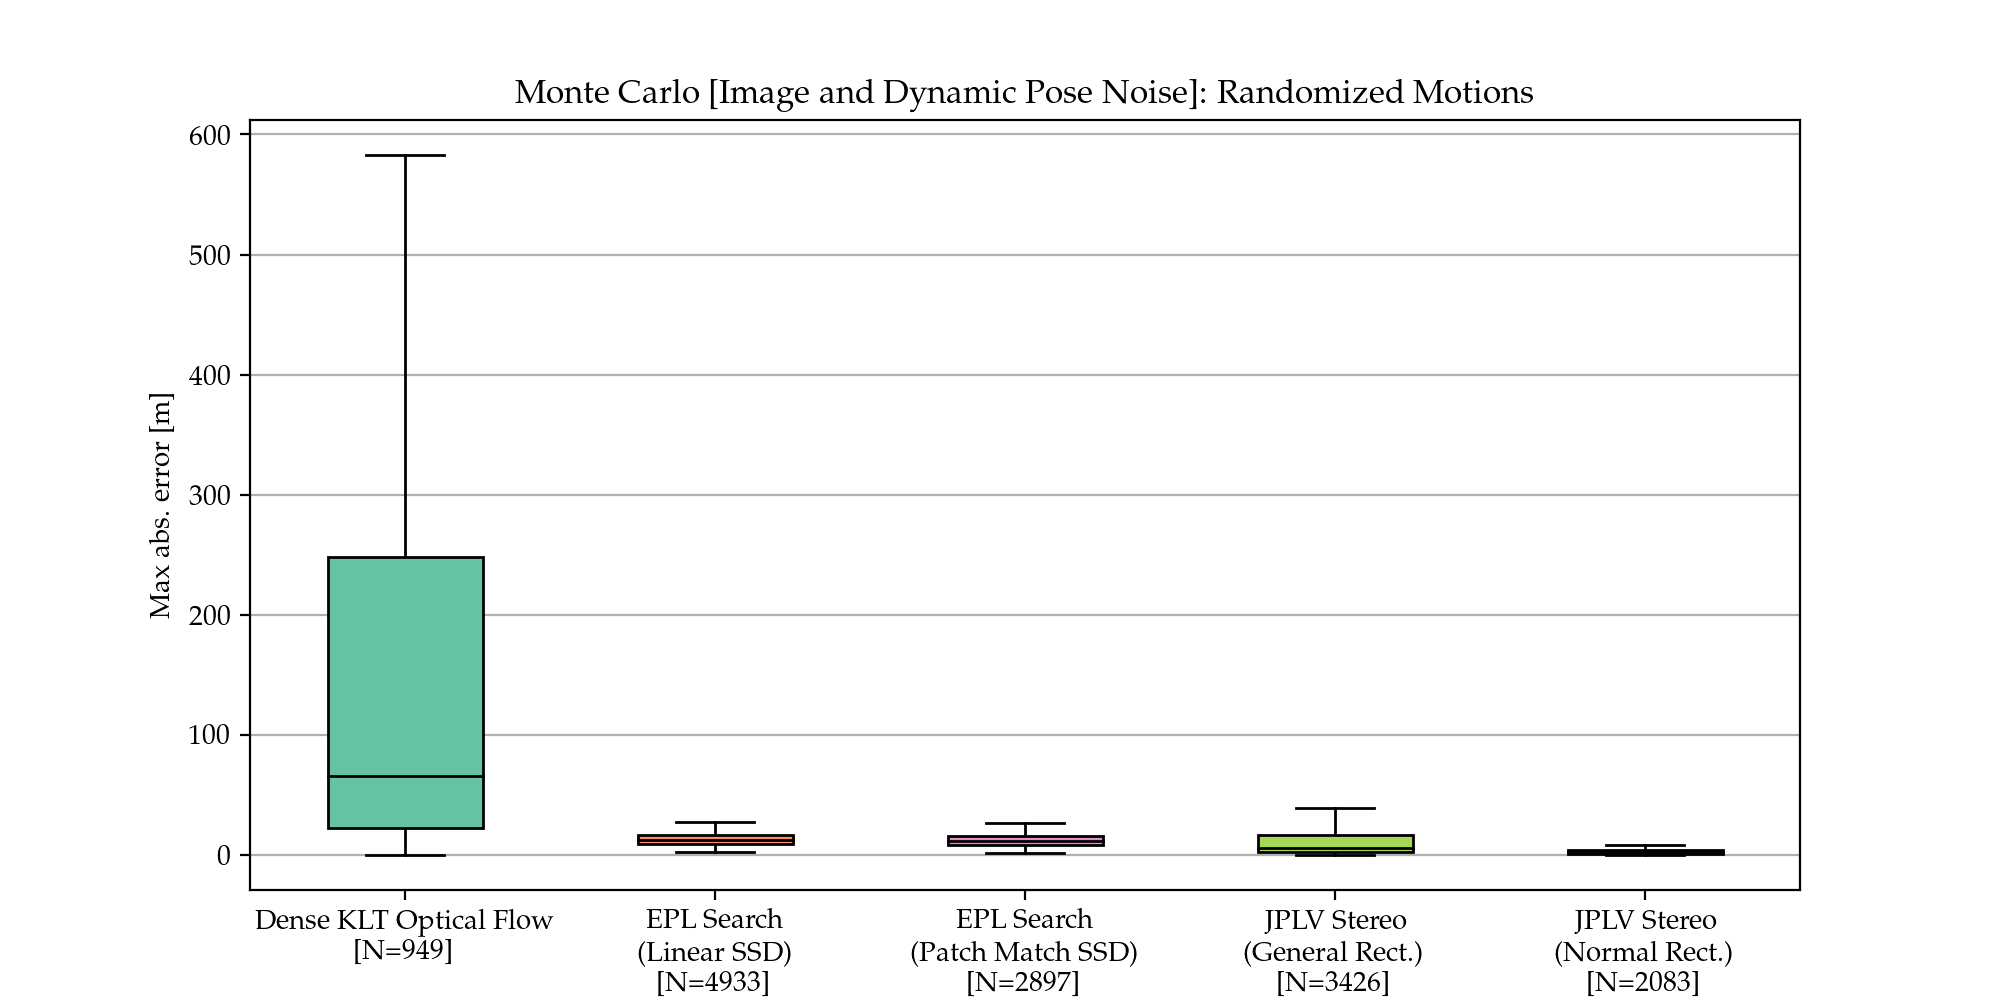 Monte Carlo [Image and Dynamic Pose Noise]: Randomized Motions
Max abs. error [m]
600
500
400
300
200
100
0
Dense KLT Optical Flow
[N=949]
EPL Search
(Linear SSD)
[N=4933]
EPL Search
(Patch Match SSD)
[N=2897]
JPLV Stereo
(General Rect.)
[N=3426]
JPLV Stereo
(Normal Rect.)
[N=2083]